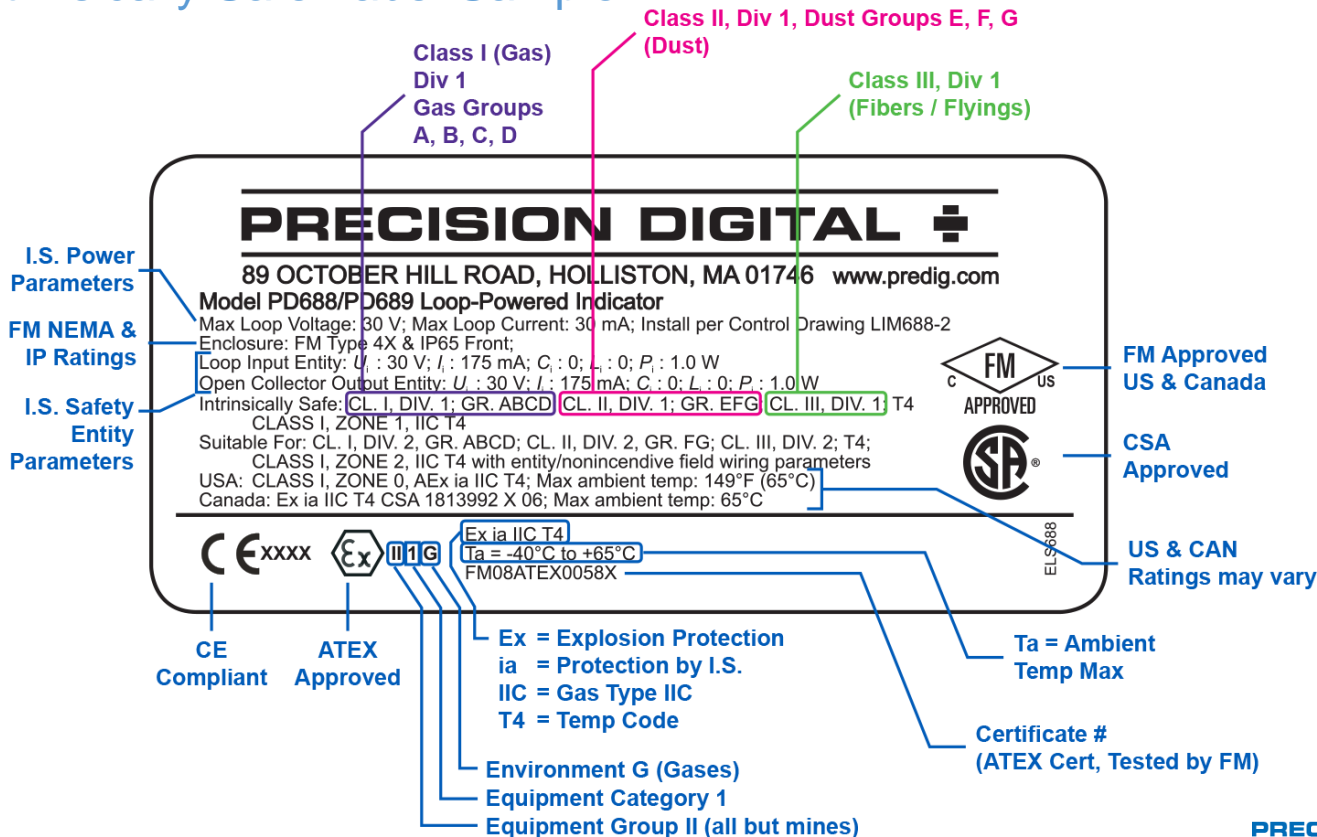 Class II, Div 1, Dust Groups E, F, G
(Dust)
Class I (Gas)
Div 1
Gas Groups
A, B, C, D
Class III, Div 1
(Fibers / Flyings)
PRECISION DIGITAL
89 OCTOBER HILL ROAD, HOLLISTON, MA 01746 www.predig.com
Model PD688/PD689 Loop-Powered Indicator
Max Loop Voltage: 30 V; Max Loop Current: 30 mA; Install per Control Drawing LIM688-2
Enclosure: FM Type 4X & IP65 Front;
Loop Input Entity: Ui : 30 V; Ii : 175 mA; Ci : 0; Li : 0; Pi : 1.0 W
Open Collector Output Entity: Ui : 30 V; Ii : 175 mA; Ci : 0; Li : 0; Pi : 1.0 W
Intrinsically Safe: CL. I, DIV. 1; GR. ABCD CL. II, DIV. 1; GR. EFG CL. III, DIV. 1; T4
CLASS I, ZONE 1, IIC T4
Suitable For: CL. I, DIV. 2, GR. ABCD; CL. II, DIV. 2, GR. FG; CL. III, DIV. 2; T4;
CLASS I, ZONE 2, IIC T4 with entity/nonincendive field wiring parameters
USA: CLASS I, ZONE 0, AEx ia IIC T4; Max ambient temp: 149°F (65°C)
Canada: Ex ia IIC T4 CSA 1813992 X 06; Max ambient temp: 65°C
I.S. Power
Parameters
FM NEMA &
IP Ratings
I.S. Safety
Entity
Parameters
FM
C US
APPROVED
FM Approved
US & Canada
SA ®
CSA
Approved
CE XXXX
Ex
II 1 G
Ex ia IIC T4
Ta = -40°C to +65°C
FM08ATEX0058X
ELS688
US & CAN
Ratings may vary
CE
Compliant
ATEX
Approved
Ex = Explosion Protection
ia = Protection by I.S.
IIC = Gas Type IIC
T4 = Temp Code
Ta = Ambient
Temp Max
Certificate #
(ATEX Cert, Tested by FM)
Environment G (Gases)
Equipment Category 1
Equipment Group II (all but mines)